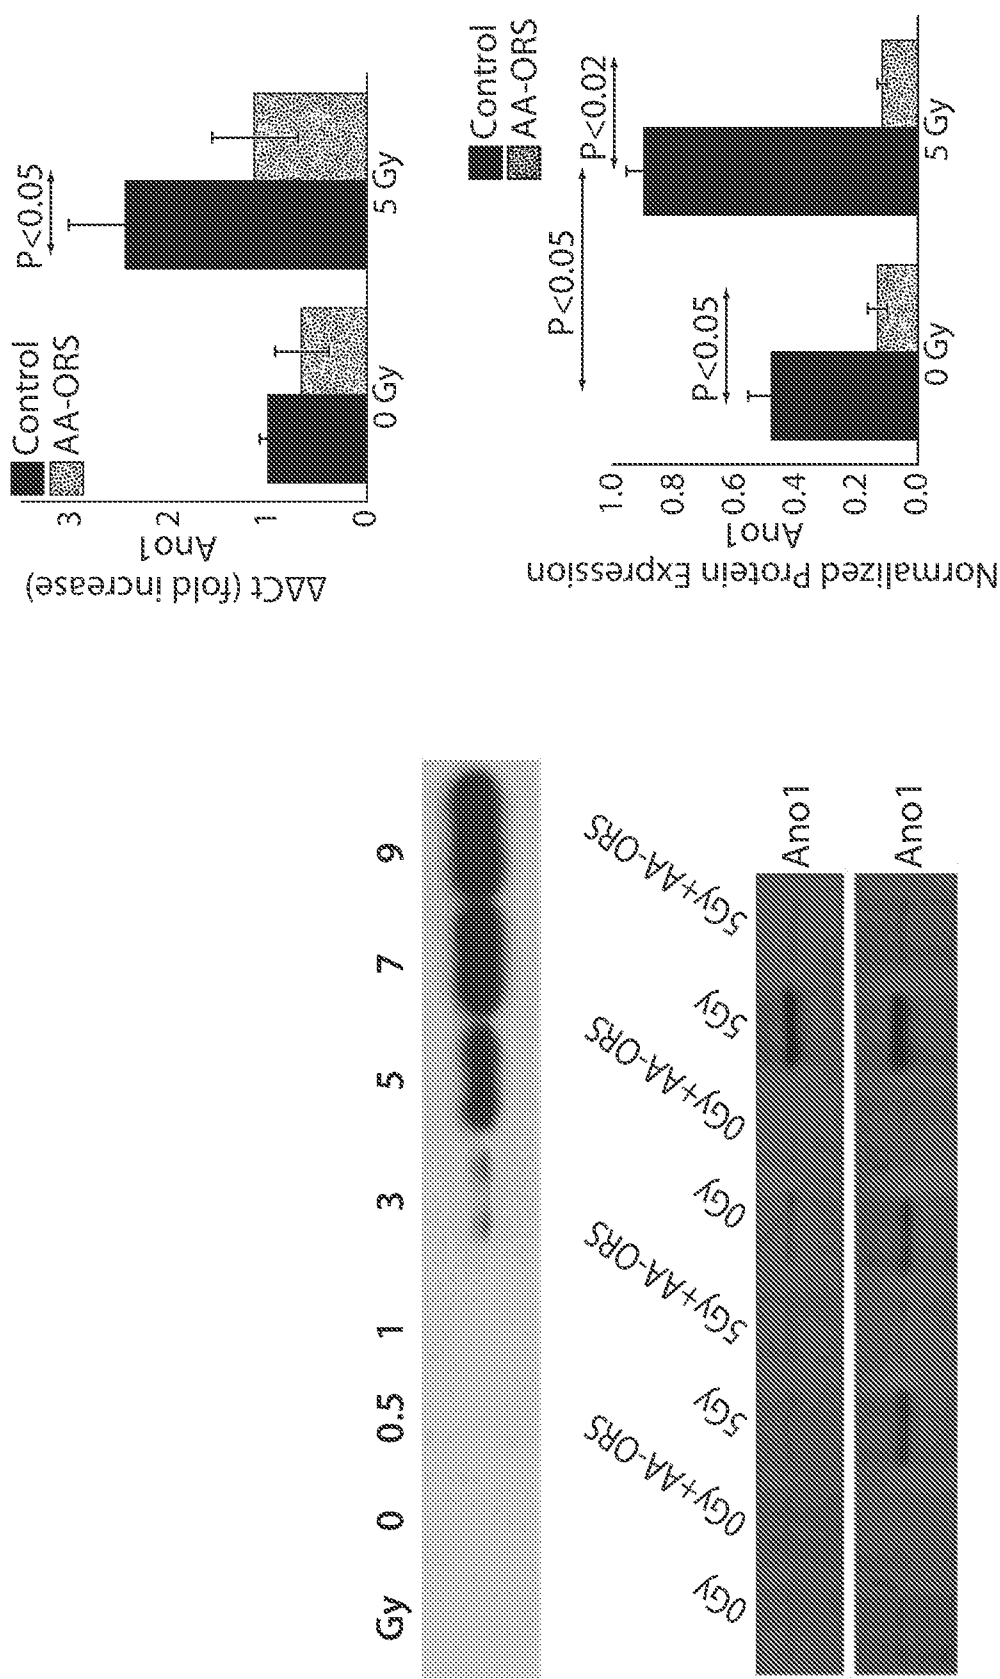 Gy 0 0.5 1 3 5 7 9
0Gy 0Gy+AA-ORS 5Gy 5Gy+AA-ORS 0Gy 0Gy+AA-ORS 5Gy 5Gy+AA-ORS
Ano1
Ano1
Control
AA-ORS
P<0.05
ΔΔCt (fold increase)
Ano1
3
2
1
0
0 Gy 5 Gy
Control
AA-ORS
P<0.02
P<0.05
P<0.05
Normalized Protein Expression
Ano1
1.0
0.8
0.6
0.4
0.2
0.0
0 Gy 5 Gy